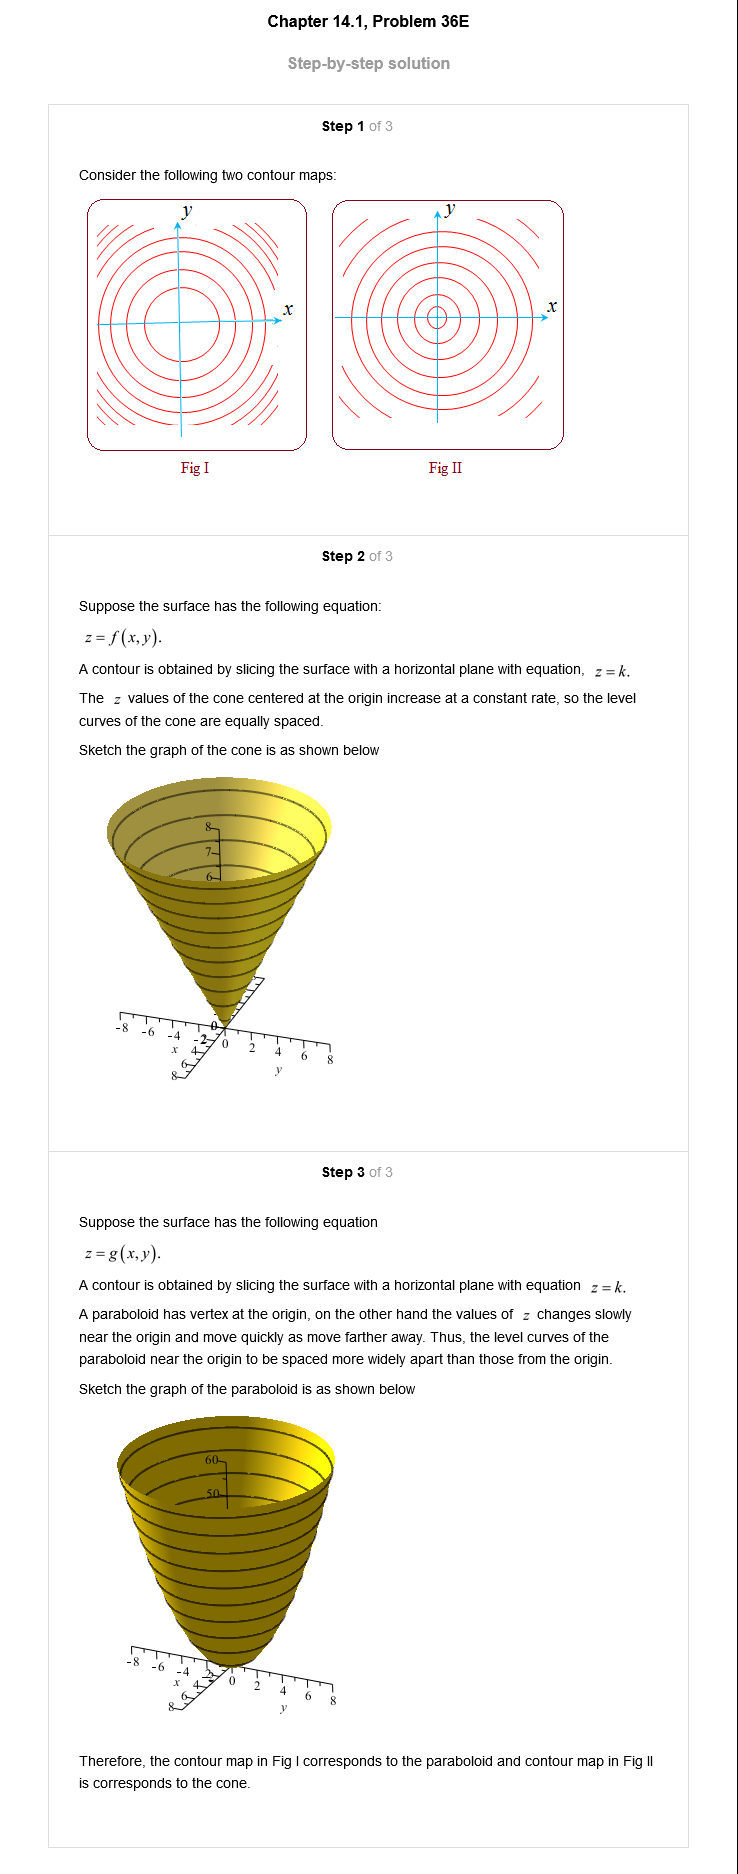 Chapter 14.1, Problem 36E
Step-by-step solution
Step 1 of 3
Consider the following two contour maps:
y
x
y
x
Fig I
Fig II
Step 2 of 3
Suppose the surface has the following equation:
z = f(x, y).
A contour is obtained by slicing the surface with a horizontal plane with equation, z = k.
The z values of the cone centered at the origin increase at a constant rate, so the level
curves of the cone are equally spaced.
Sketch the graph of the cone is as shown below
8
7
6
-8 -6 -4 -2 0 0 2 4 6 8
x 4 6 8
y
Step 3 of 3
Suppose the surface has the following equation
z = g(x, y).
A contour is obtained by slicing the surface with a horizontal plane with equation z = k.
A paraboloid has vertex at the origin, on the other hand the values of z changes slowly
near the origin and move quickly as move farther away. Thus, the level curves of the
paraboloid near the origin to be spaced more widely apart than those from the origin.
Sketch the graph of the paraboloid is as shown below
60
50
-8 -6 -4 0 2 4 6 8
x 4 6 8
y
Therefore, the contour map in Fig I corresponds to the paraboloid and contour map in Fig II
is corresponds to the cone.